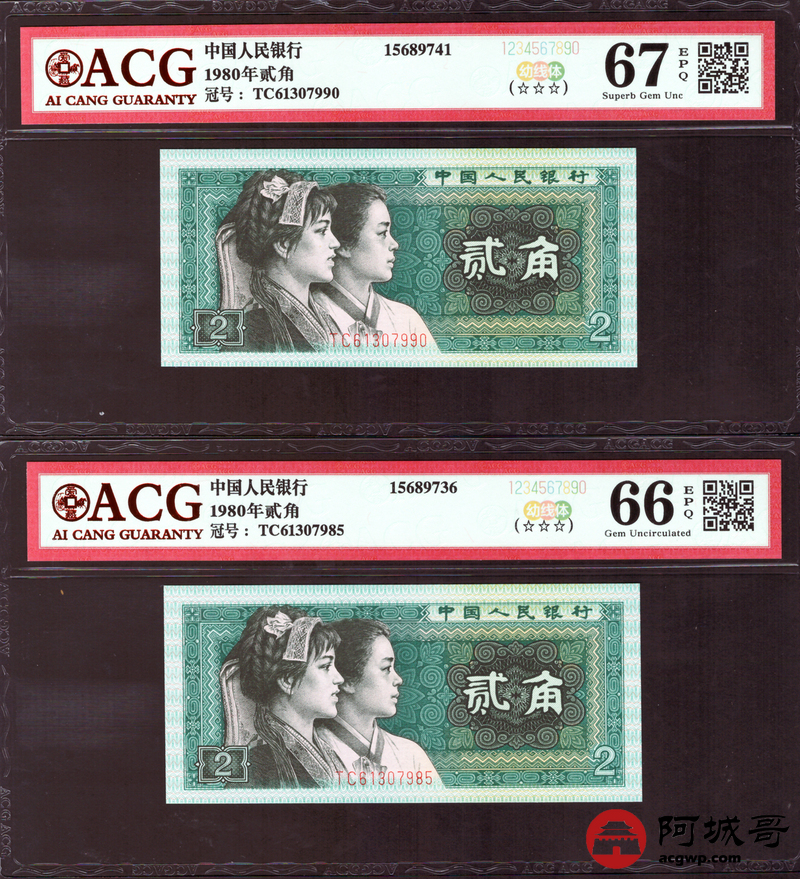 ACG
AI CANG GUARANTY
中国人民银行
1980年贰角
冠号： TC61307990
15689741
1234567890
幼线体
(☆☆☆)
67
EPQ
Superb Gem Unc
中国人民银行
贰角
2
TC61307990
2
ACG
AI CANG GUARANTY
中国人民银行
1980年贰角
冠号： TC61307985
15689736
1234567890
幼线体
(☆☆☆)
66
EPQ
Gem Uncirculated
中国人民银行
贰角
2
TC61307985
2
阿城哥
acgwp.com